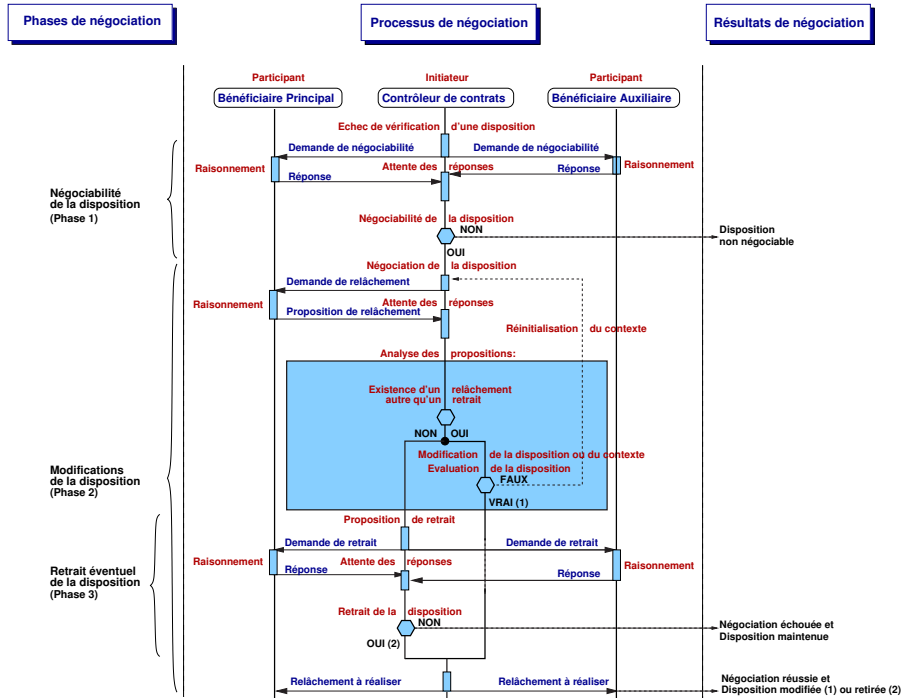 Phases de négociation
Processus de négociation
Résultats de négociation
Participant
Initiateur
Participant
Bénéficiaire Principal
Contrôleur de contrats
Bénéficiaire Auxiliaire
Echec de vérification d'une disposition
Demande de négociabilité
Demande de négociabilité
Raisonnement
Attente des réponses
Raisonnement
Réponse
Réponse
Négociabilité
de la disposition
(Phase 1)
Négociabilité de la disposition
NON
Disposition
non négociable
OUI
Négociation de la disposition
Demande de relâchement
Raisonnement
Attente des réponses
Proposition de relâchement
Réinitialisation du contexte
Analyse des propositions:
Existence d'un relâchement
autre qu'un retrait
NON
OUI
Modification de la disposition ou du contexte
Evaluation de la disposition
FAUX
VRAI (1)
Modifications
de la disposition
(Phase 2)
Proposition de retrait
Demande de retrait
Demande de retrait
Raisonnement
Attente des réponses
Raisonnement
Réponse
Réponse
Retrait éventuel
de la disposition
(Phase 3)
Retrait de la disposition
NON
Négociation échouée et
Disposition maintenue
OUI (2)
Relâchement à réaliser
Relâchement à réaliser
Négociation réussie et
Disposition modifiée (1) ou retirée (2)